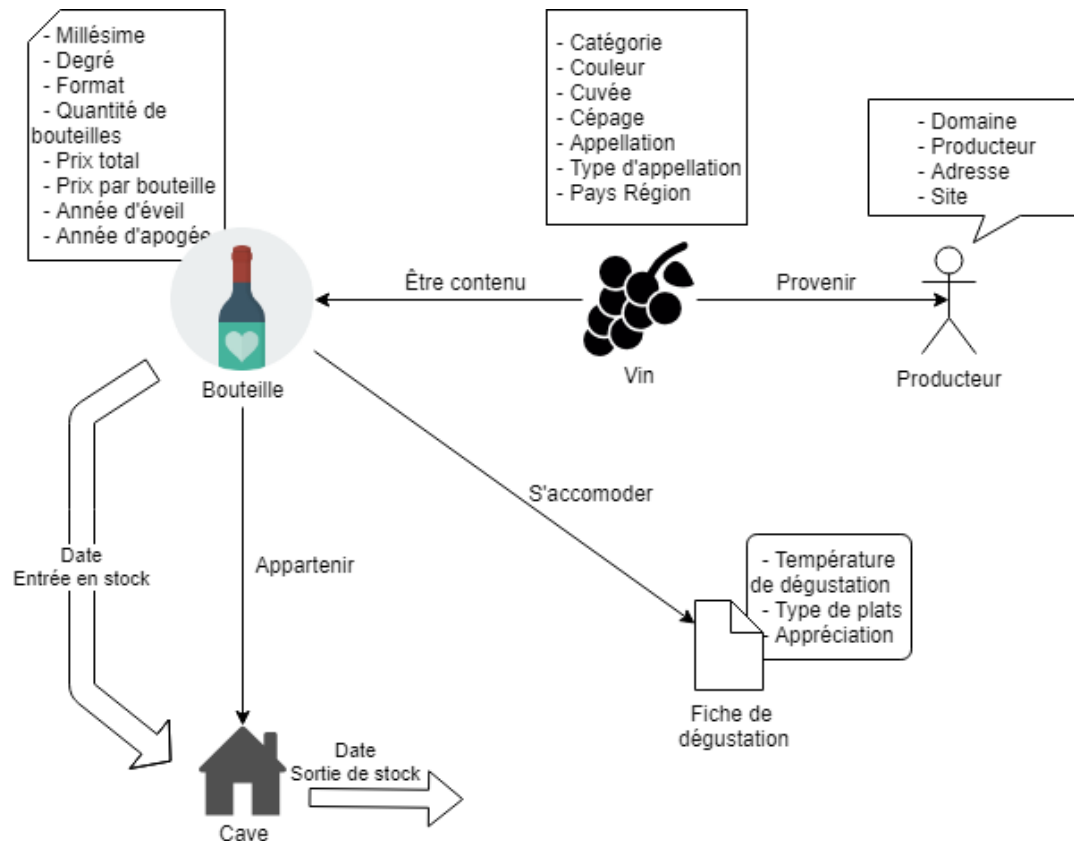 - Millésime
- Degré
- Format
- Quantité de
bouteilles
- Prix total
- Prix par bouteille
- Année d'éveil
- Année d'apogée
- Catégorie
- Couleur
- Cuvée
- Cépage
- Appellation
- Type d'appellation
- Pays Région
- Domaine
- Producteur
- Adresse
- Site
Être contenu
Provenir
Bouteille
Vin
Producteur
S'accomoder
Date
Entrée en stock
Appartenir
- Température
de dégustation
- Type de plats
- Appréciation
Fiche de
dégustation
Date
Sortie de stock
Cave